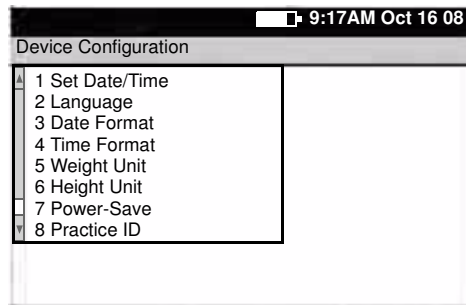 9:17AM Oct 16 08
Device Configuration
1 Set Date/Time
2 Language
3 Date Format
4 Time Format
5 Weight Unit
6 Height Unit
7 Power-Save
8 Practice ID